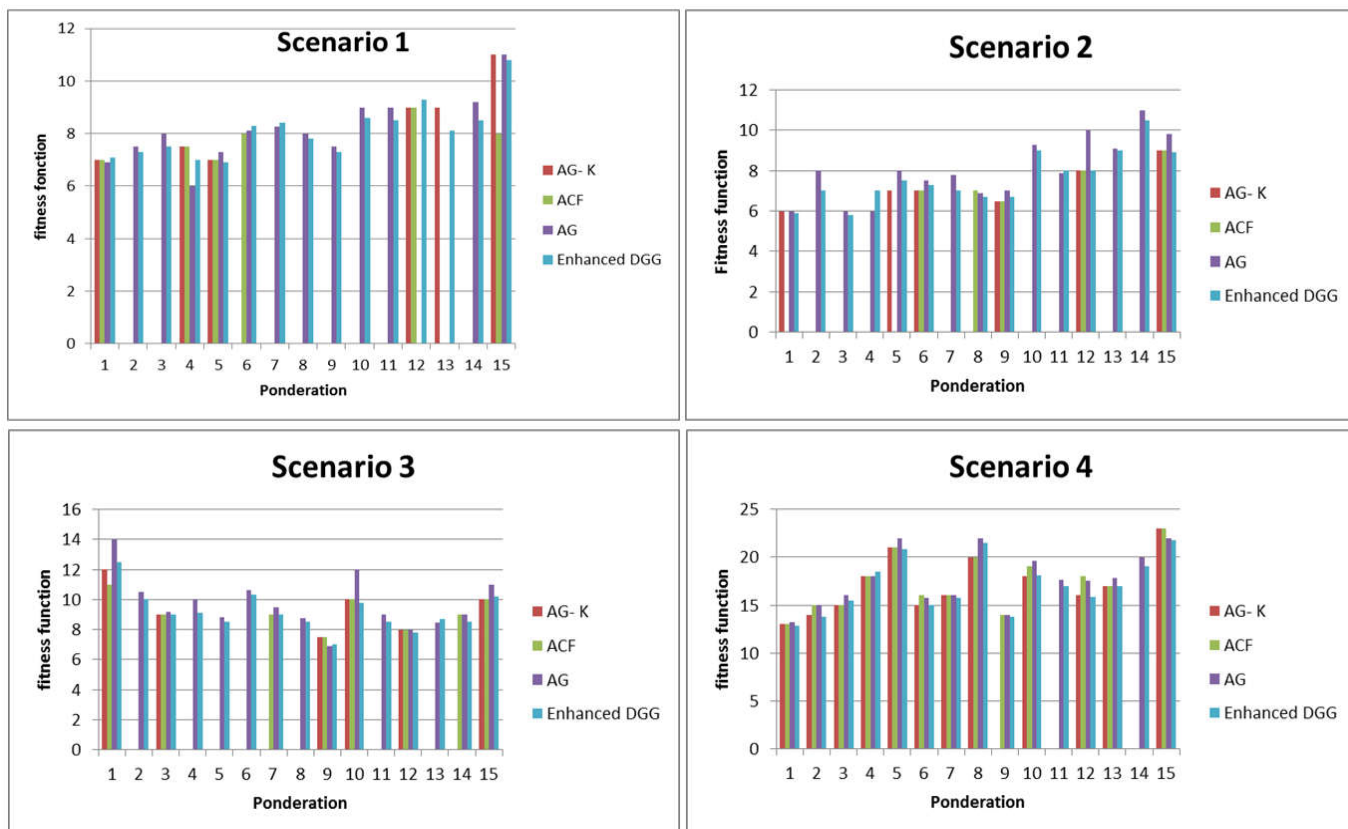 Scenario 1
12
10
8
6
4
2
0
1 2 3 4 5 6 7 8 9 10 11 12 13 14 15
Ponderation
fitness fonction
AG- K
ACF
AG
Enhanced DGG
Scenario 2
12
10
8
6
4
2
0
1 2 3 4 5 6 7 8 9 10 11 12 13 14 15
Ponderation
Fitness function
AG- K
ACF
AG
Enhanced DGG
Scenario 3
16
14
12
10
8
6
4
2
0
1 2 3 4 5 6 7 8 9 10 11 12 13 14 15
Ponderation
fitness function
AG- K
ACF
AG
Enhanced DGG
Scenario 4
25
20
15
10
5
0
1 2 3 4 5 6 7 8 9 10 11 12 13 14 15
Ponderation
fitness function
AG- K
ACF
AG
Enhanced DGG